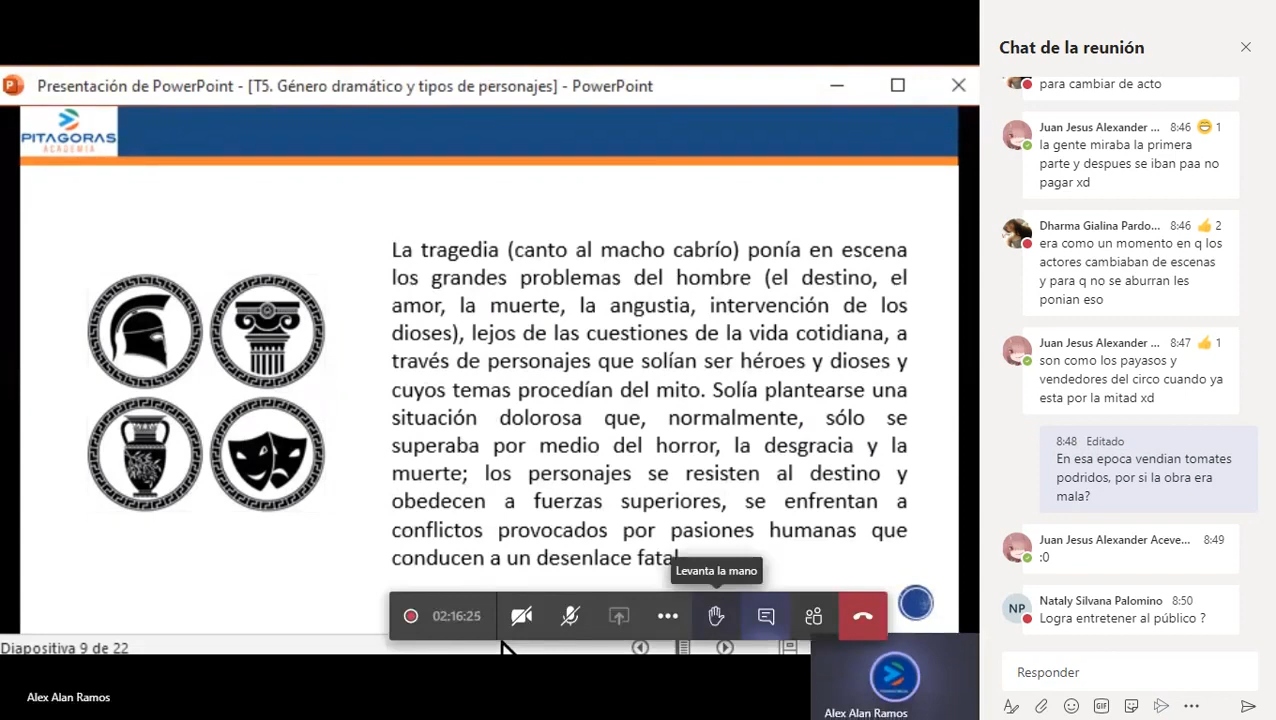 Presentación de PowerPoint - [T5. Género dramático y tipos de personajes] - PowerPoint
PITAGORAS
ACADEMIA
La tragedia (canto al macho cabrío) ponía en escena
los grandes problemas del hombre (el destino, el
amor, la muerte, la angustia, intervención de los
dioses), lejos de las cuestiones de la vida cotidiana, a
través de personajes que solían ser héroes y dioses y
cuyos temas procedían del mito. Solía plantearse una
situación dolorosa que, normalmente, sólo se
superaba por medio del horror, la desgracia y la
muerte; los personajes se resisten al destino y
obedecen a fuerzas superiores, se enfrentan a
conflictos provocados por pasiones humanas que
conducen a un desenlace fatal
Levanta la mano
02:16:25
Diapositiva 9 de 22
Alex Alan Ramos
Alex Alan Ramos
Chat de la reunión
para cambiar de acto
Juan Jesus Alexander ... 8:46 1
la gente miraba la primera
parte y despues se iban paa no
pagar xd
Dharma Gialina Pardo... 8:46 2
era como un momento en q los
actores cambiaban de escenas
y para q no se aburran les
ponian eso
Juan Jesus Alexander ... 8:47 1
son como los payasos y
vendedores del circo cuando ya
esta por la mitad xd
8:48 Editado
En esa epoca vendian tomates
podridos, por si la obra era
mala?
Juan Jesus Alexander Aceve... 8:49
:0
NP
Nataly Silvana Palomino 8:50
Logra entretener al público ?
Responder
GIF